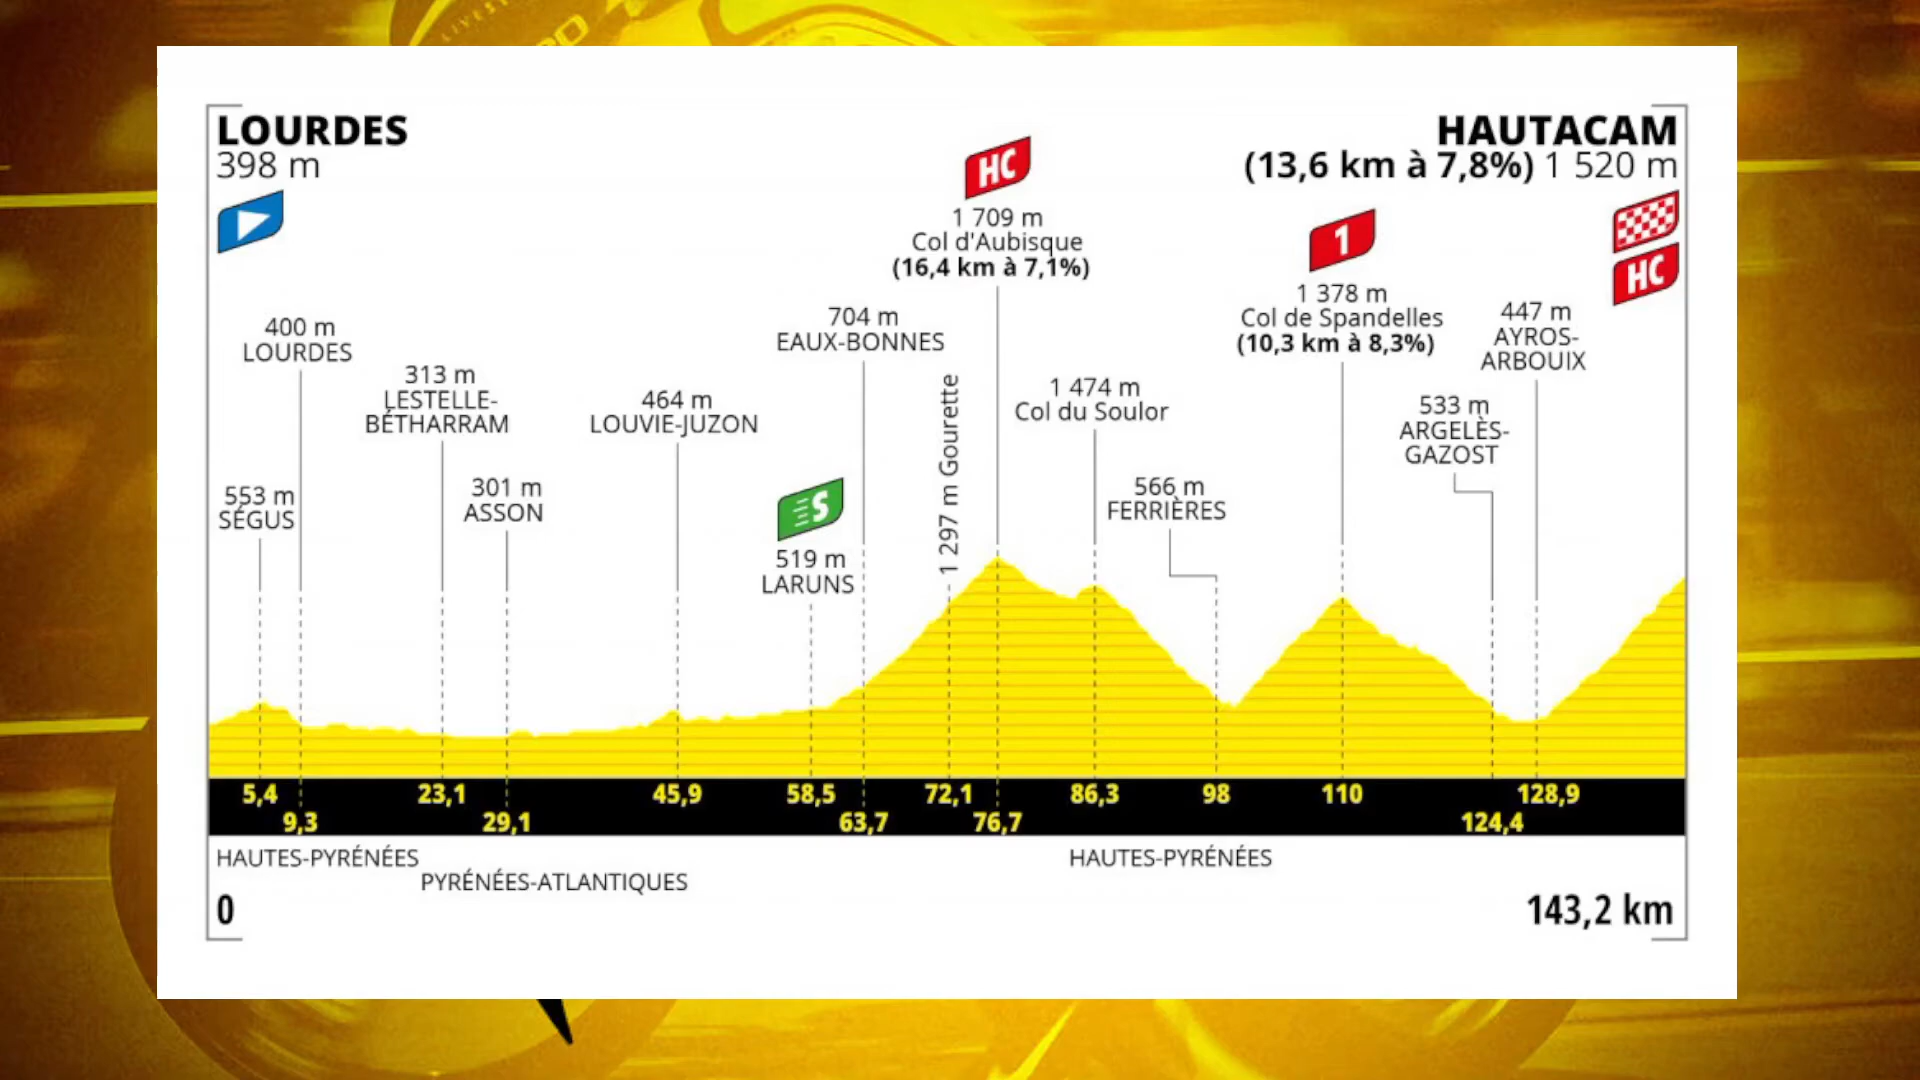 LOURDES
398 m
HAUTACAM
(13,6 km à 7,8%) 1 520 m
HC
1 709 m
Col d'Aubisque
(16,4 km à 7,1%)
1
1 378 m
Col de Spandelles
(10,3 km à 8,3%)
HC
400 m
LOURDES
704 m
EAUX-BONNES
447 m
AYROS-
ARBOUIX
313 m
LESTELLE-
BÉTHARRAM
464 m
LOUVIE-JUZON
1 297 m Gourette
1 474 m
Col du Soulor
533 m
ARGELÈS-
GAZOST
553 m
SÉGUS
301 m
ASSON
S
519 m
LARUNS
566 m
FERRIÈRES
5,4
9,3
23,1
29,1
45,9
58,5
63,7
72,1
76,7
86,3
98
110
124,4
128,9
HAUTES-PYRÉNÉES
PYRÉNÉES-ATLANTIQUES
HAUTES-PYRÉNÉES
0
143,2 km